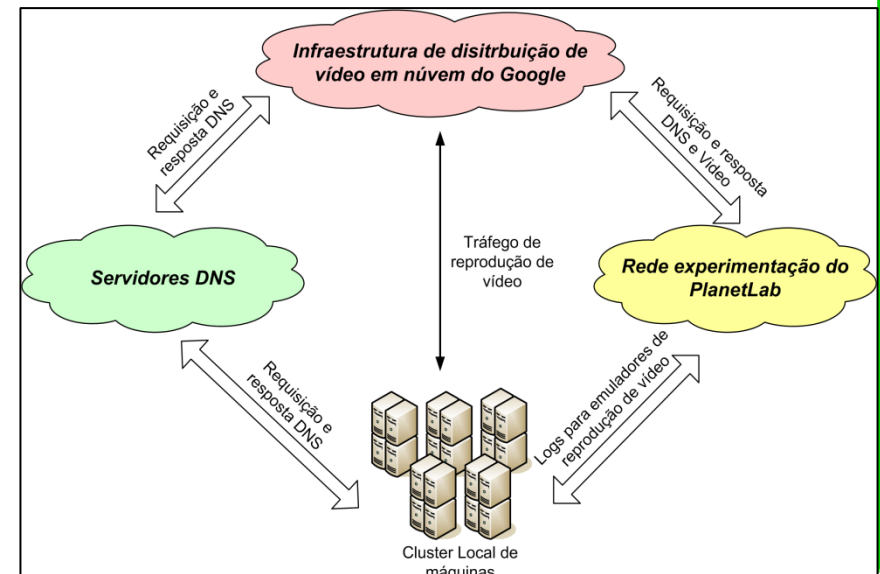 Infraestrutura de disitrbuição de
vídeo em núvem do Google
Requisição e
resposta DNS
Requisição e resposta
DNS e Vídeo
Servidores DNS
Tráfego de
reprodução de
vídeo
Rede experimentação do
PlanetLab
Requisição e
resposta DNS
Logs para emuladores de
reprodução de vídeo
Cluster Local de
máquinas